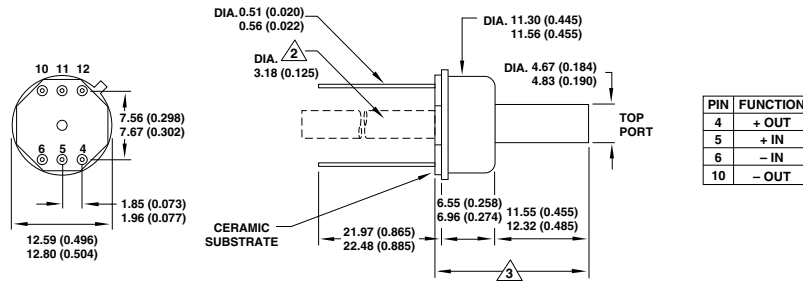 10 11 12
7.56 (0.298)
7.67 (0.302)
6 5 4
1.85 (0.073)
1.96 (0.077)
12.59 (0.496)
12.80 (0.504)
DIA. 0.51 (0.020)
0.56 (0.022)
DIA. 2
3.18 (0.125)
DIA. 11.30 (0.445)
11.56 (0.455)
DIA. 4.67 (0.184)
4.83 (0.190)
TOP
PORT
CERAMIC
SUBSTRATE
21.97 (0.865)
22.48 (0.885)
6.55 (0.258)
6.96 (0.274)
11.55 (0.455)
12.32 (0.485)
3
PIN FUNCTION
4 + OUT
5 + IN
6 – IN
10 – OUT